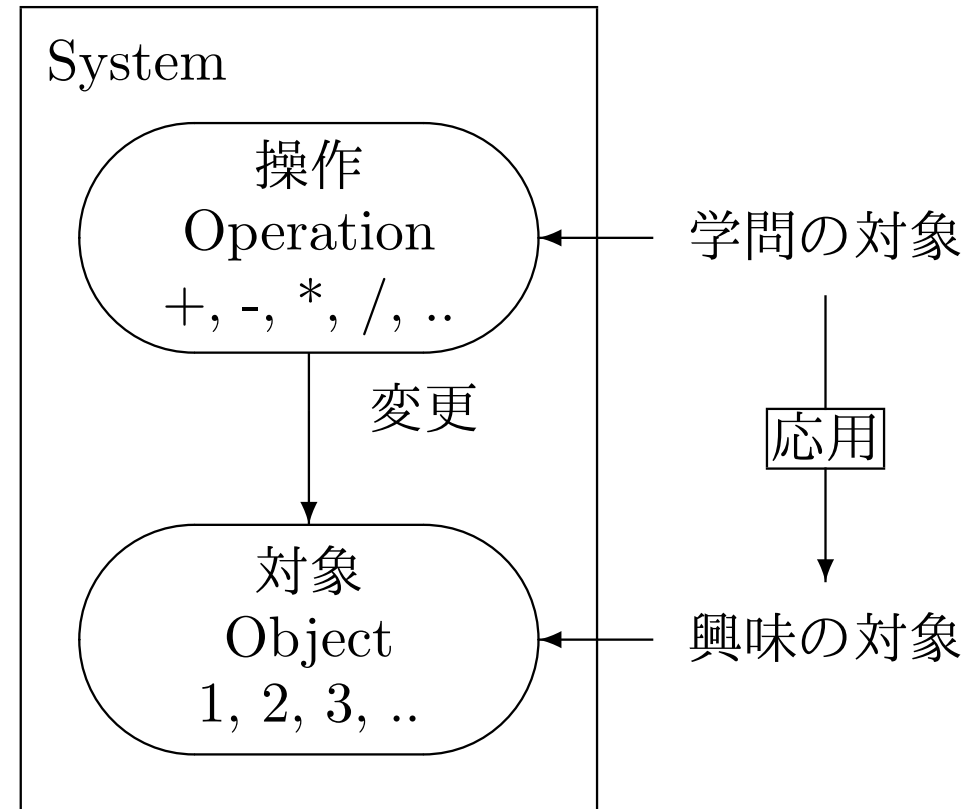 System
操作
Operation
+, -, *, /, ..
学問の対象
変更
応用
対象
Object
1, 2, 3, ..
興味の対象